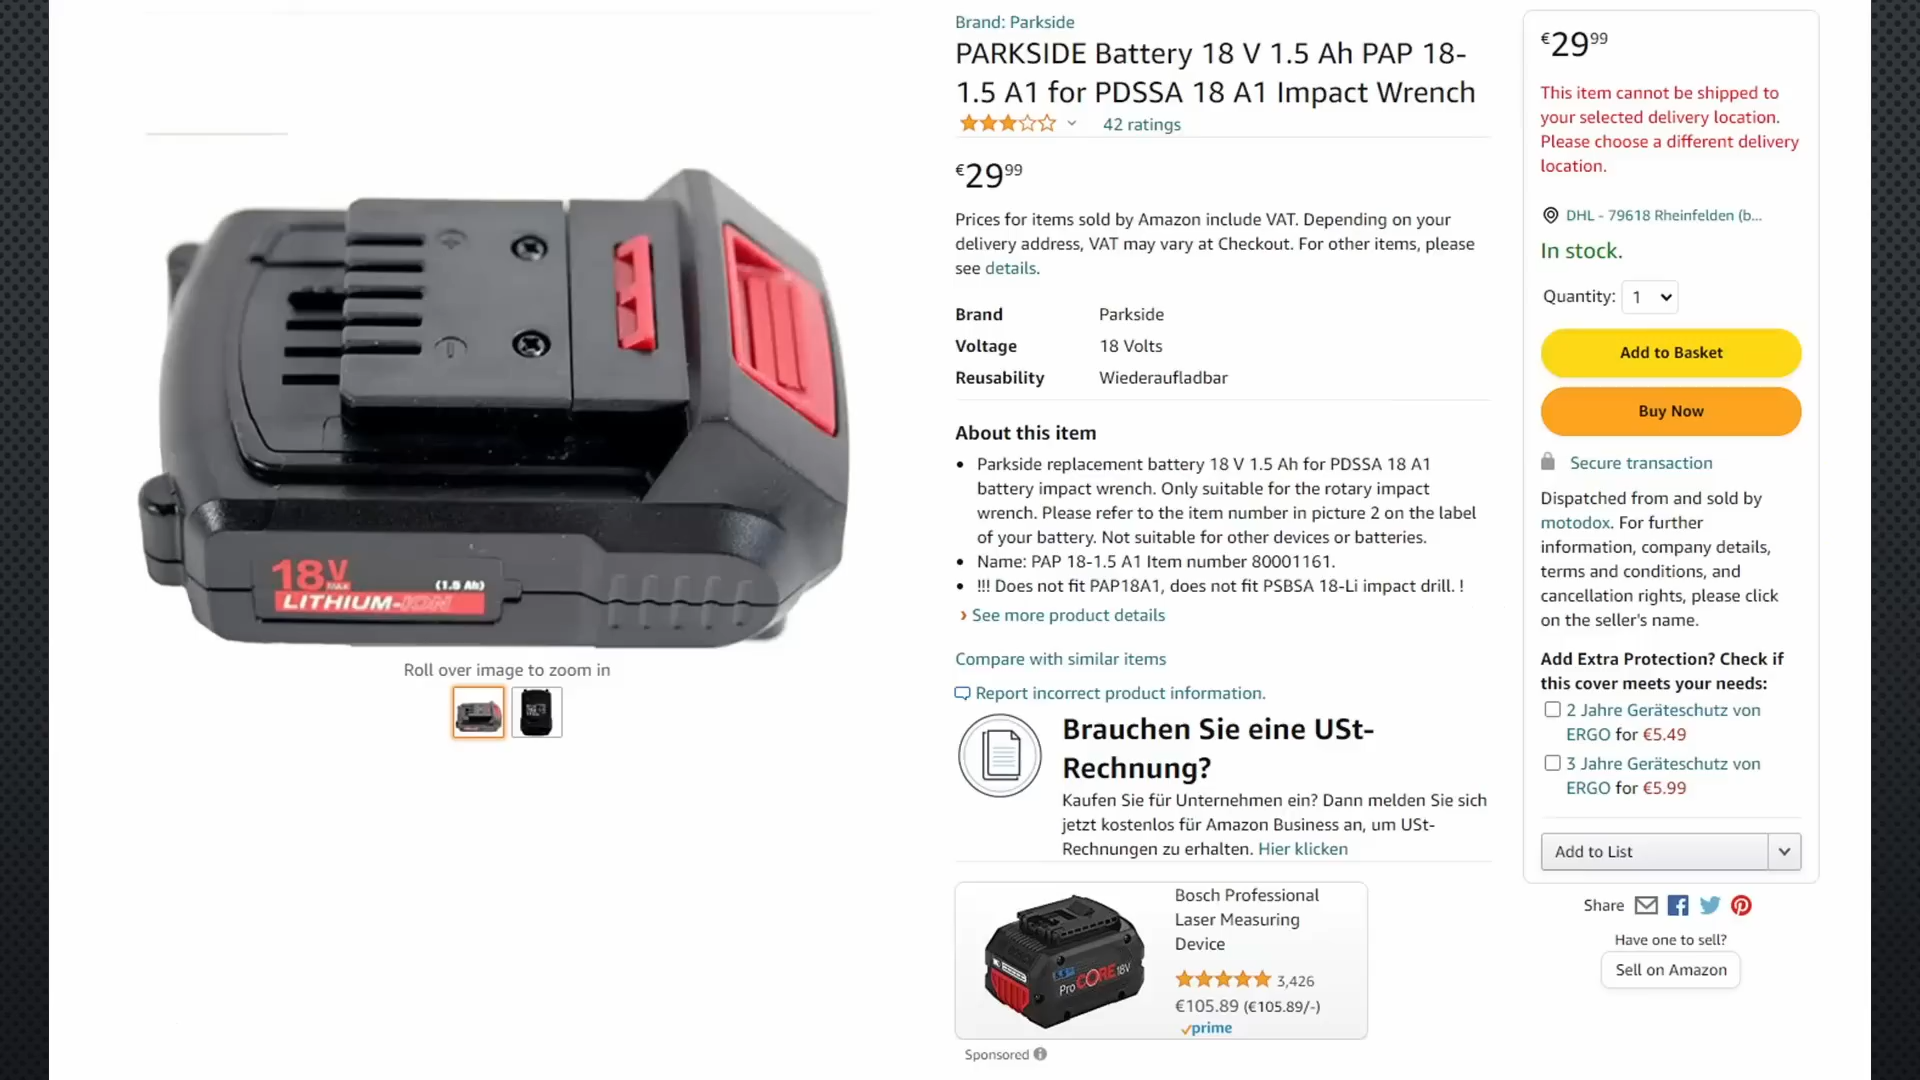 Brand: Parkside
PARKSIDE Battery 18 V 1.5 Ah PAP 18-
1.5 A1 for PDSSA 18 A1 Impact Wrench
42 ratings
€29 99
Prices for items sold by Amazon include VAT. Depending on your
delivery address, VAT may vary at Checkout. For other items, please
see details.
Brand Parkside
Voltage 18 Volts
Reusability Wiederaufladbar
About this item
• Parkside replacement battery 18 V 1.5 Ah for PDSSA 18 A1
battery impact wrench. Only suitable for the rotary impact
wrench. Please refer to the item number in picture 2 on the label
of your battery. Not suitable for other devices or batteries.
• Name: PAP 18-1.5 A1 Item number 80001161.
• !!! Does not fit PAP18A1, does not fit PSBSA 18-Li impact drill. !
› See more product details
Compare with similar items
Report incorrect product information.
Brauchen Sie eine USt-
Rechnung?
Kaufen Sie für Unternehmen ein? Dann melden Sie sich
jetzt kostenlos für Amazon Business an, um USt-
Rechnungen zu erhalten. Hier klicken
Bosch Professional
Laser Measuring
Device
3,426
€105.89 (€105.89/-)
prime
Pro CORE 18V
Sponsored
18V MAX (1.5 Ah)
LITHIUM-ION
Roll over image to zoom in
€29 99
This item cannot be shipped to
your selected delivery location.
Please choose a different delivery
location.
DHL - 79618 Rheinfelden (b...
In stock.
Quantity: 1
Add to Basket
Buy Now
Secure transaction
Dispatched from and sold by
motodox. For further
information, company details,
terms and conditions, and
cancellation rights, please click
on the seller's name.
Add Extra Protection? Check if
this cover meets your needs:
2 Jahre Geräteschutz von
ERGO for €5.49
3 Jahre Geräteschutz von
ERGO for €5.99
Add to List
Share
Have one to sell?
Sell on Amazon